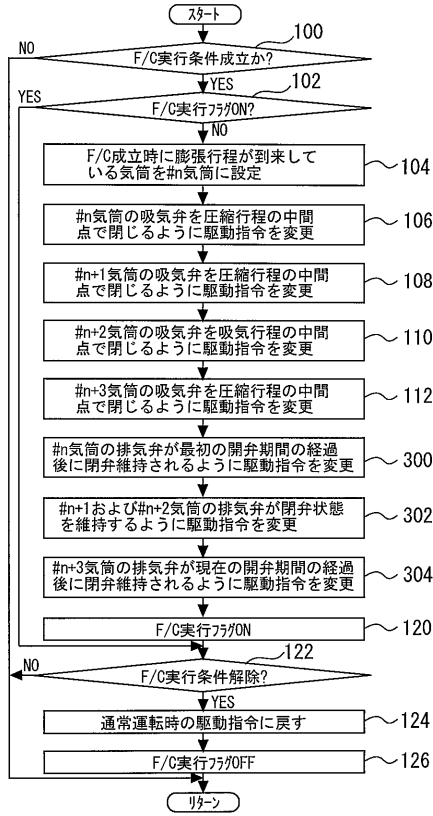 スタート
100
NO
F/C実行条件成立か?
YES
102
YES
F/C実行フラグON?
NO
F/C成立時に膨張行程が到来して
いる気筒を#n気筒に設定
104
#n気筒の吸気弁を圧縮行程の中間
点で閉じるように駆動指令を変更
106
#n+1気筒の吸気弁を圧縮行程の中間
点で閉じるように駆動指令を変更
108
#n+2気筒の吸気弁を吸気行程の中間
点で閉じるように駆動指令を変更
110
#n+3気筒の吸気弁を圧縮行程の中間
点で閉じるように駆動指令を変更
112
#n気筒の排気弁が最初の開弁期間の経過
後に閉弁維持されるように駆動指令を変更
300
#n+1および#n+2気筒の排気弁が閉弁状態
を維持するように駆動指令を変更
302
#n+3気筒の排気弁が現在の開弁期間の経過
後に閉弁維持されるように駆動指令を変更
304
F/C実行フラグON
120
122
NO
F/C実行条件解除?
YES
通常運転時の駆動指令に戻す
124
F/C実行フラグOFF
126
リターン